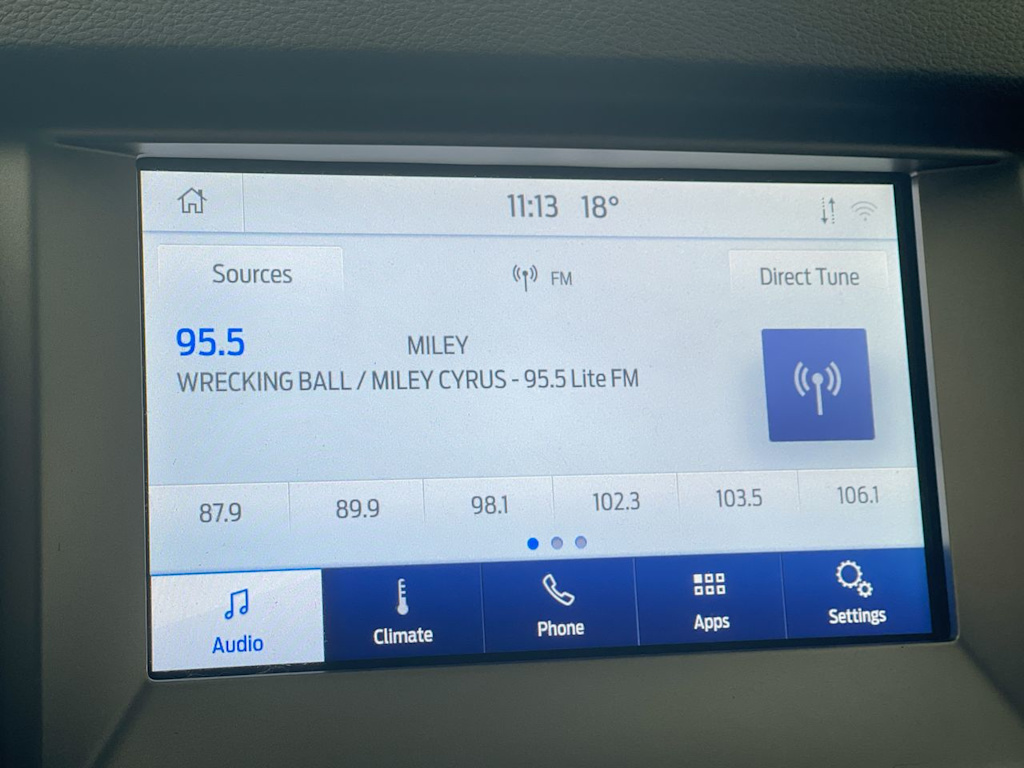 11:13 18°
Sources
FM
Direct Tune
95.5
MILEY
WRECKING BALL / MILEY CYRUS - 95.5 Lite FM
87.9
89.9
98.1
102.3
103.5
106.1
Audio
Climate
Phone
Apps
Settings